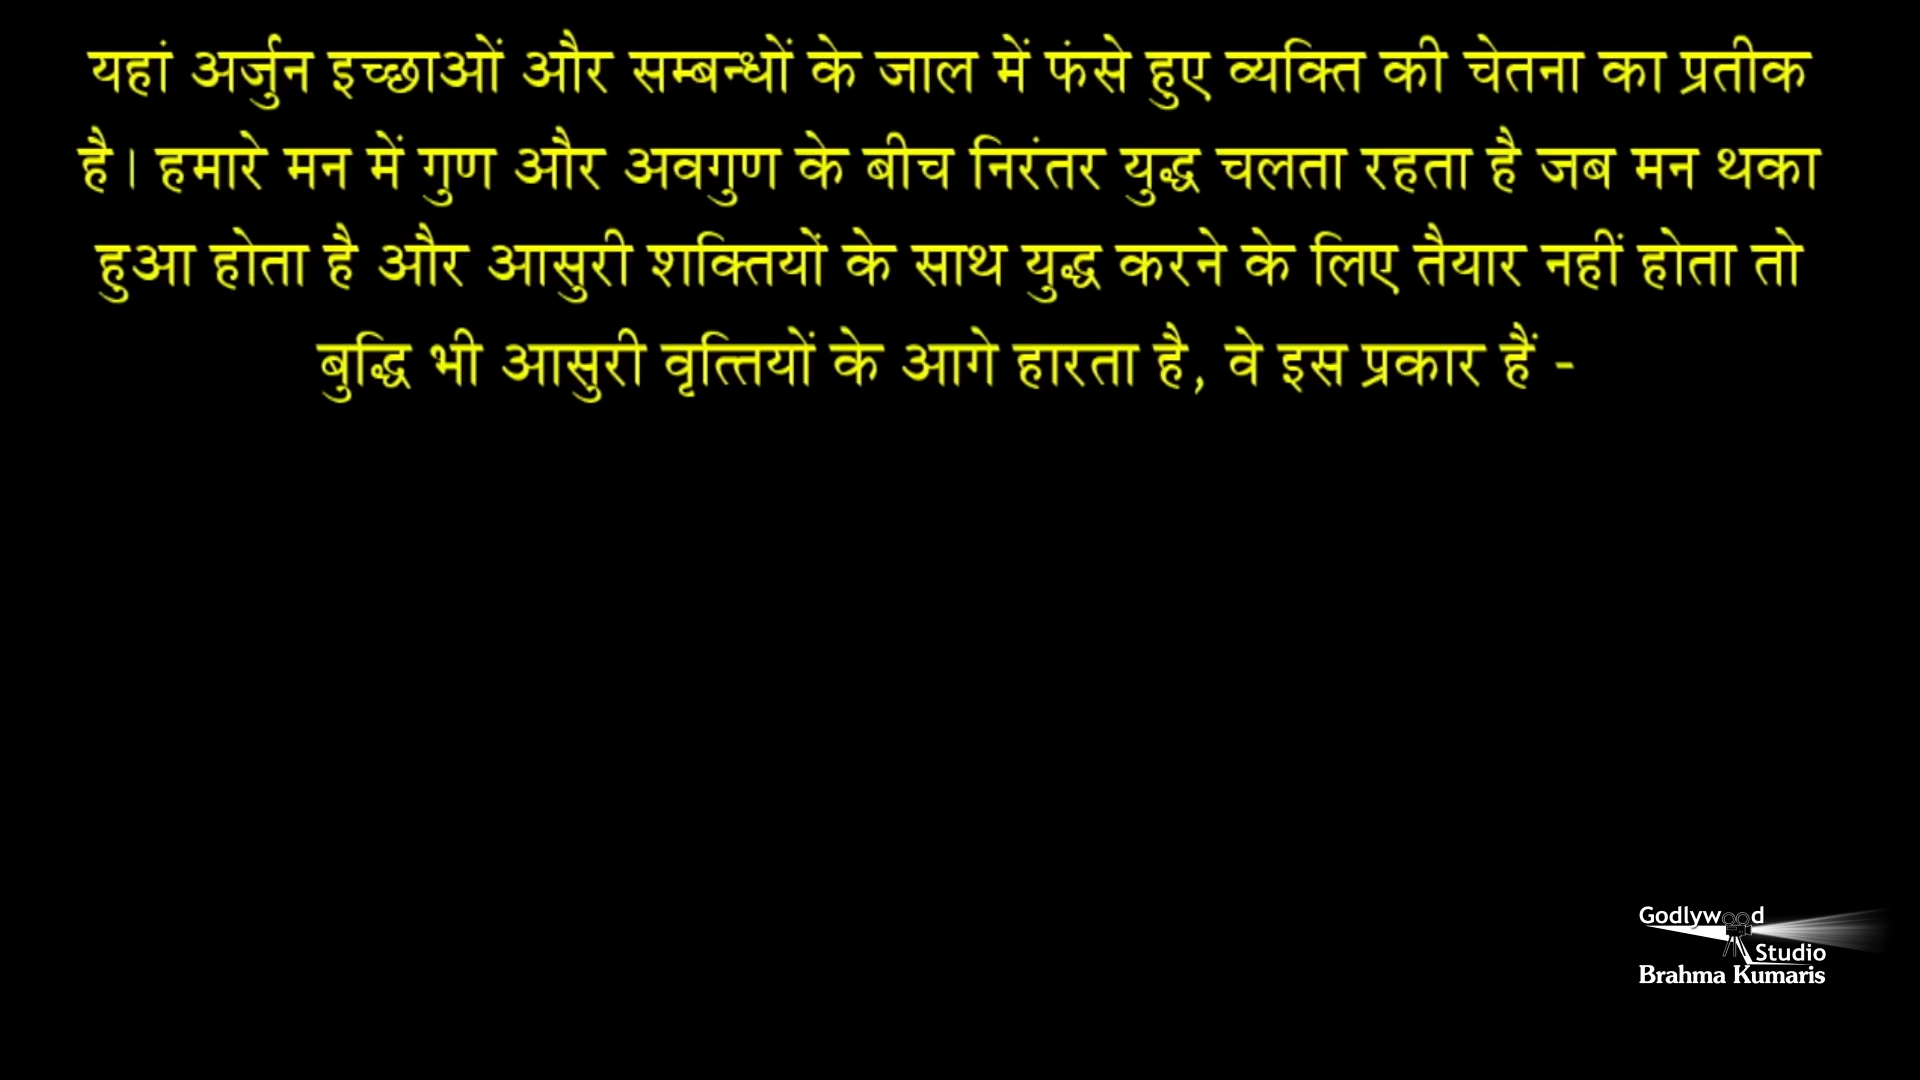 यहां अर्जुन इच्छाओं और सम्बन्धों के जाल में फंसे हुए व्यक्ति की चेतना का प्रतीक
है। हमारे मन में गुण और अवगुण के बीच निरंतर युद्ध चलता रहता है जब मन थका
हुआ होता है और आसुरी शक्तियों के साथ युद्ध करने के लिए तैयार नहीं होता तो
बुद्धि भी आसुरी वृत्तियों के आगे हारता है, वे इस प्रकार हैं -
Godlywood
Studio
Brahma Kumaris